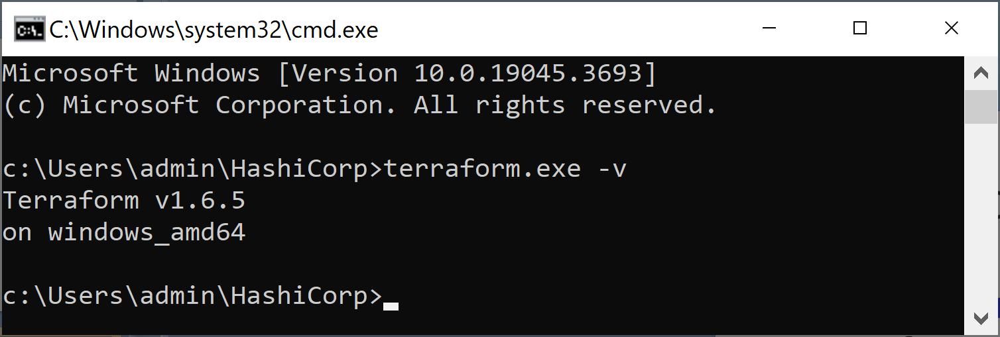 C:\Windows\system32\cmd.exe
Microsoft Windows [Version 10.0.19045.3693]
(c) Microsoft Corporation. All rights reserved.
c:\Users\admin\HashiCorp>terraform.exe -v
Terraform v1.6.5
on windows_amd64
c:\Users\admin\HashiCorp>